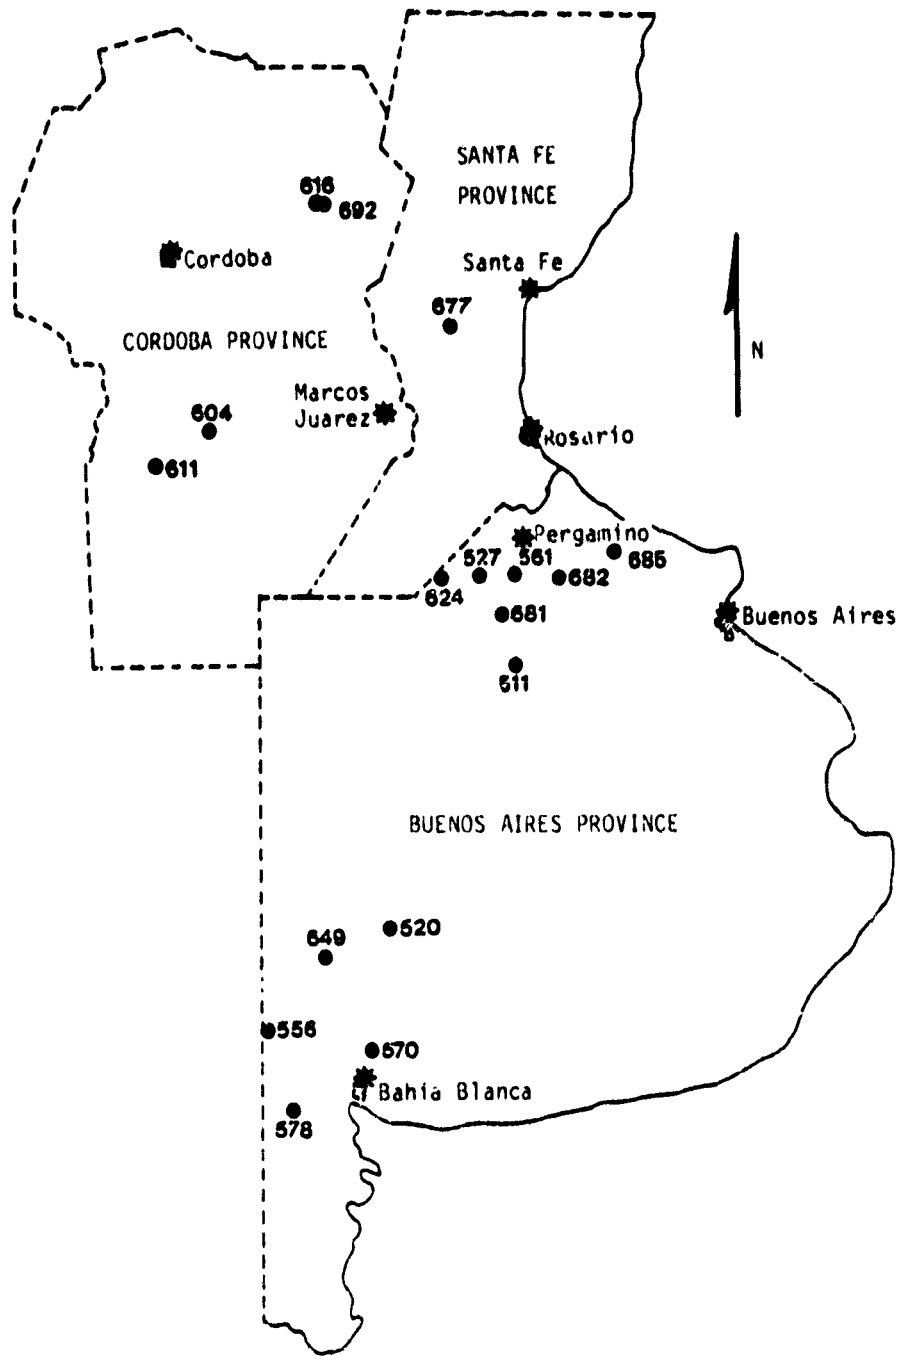 SANTA FE
PROVINCE
616
692
Cordoba
Santa Fe
677
CORDOBA PROVINCE
N
Marcos
Juarez
604
Rosario
611
Pergamino
527
561
685
624
682
681
Buenos Aires
511
BUENOS AIRES PROVINCE
520
649
556
570
Bahia Blanca
578